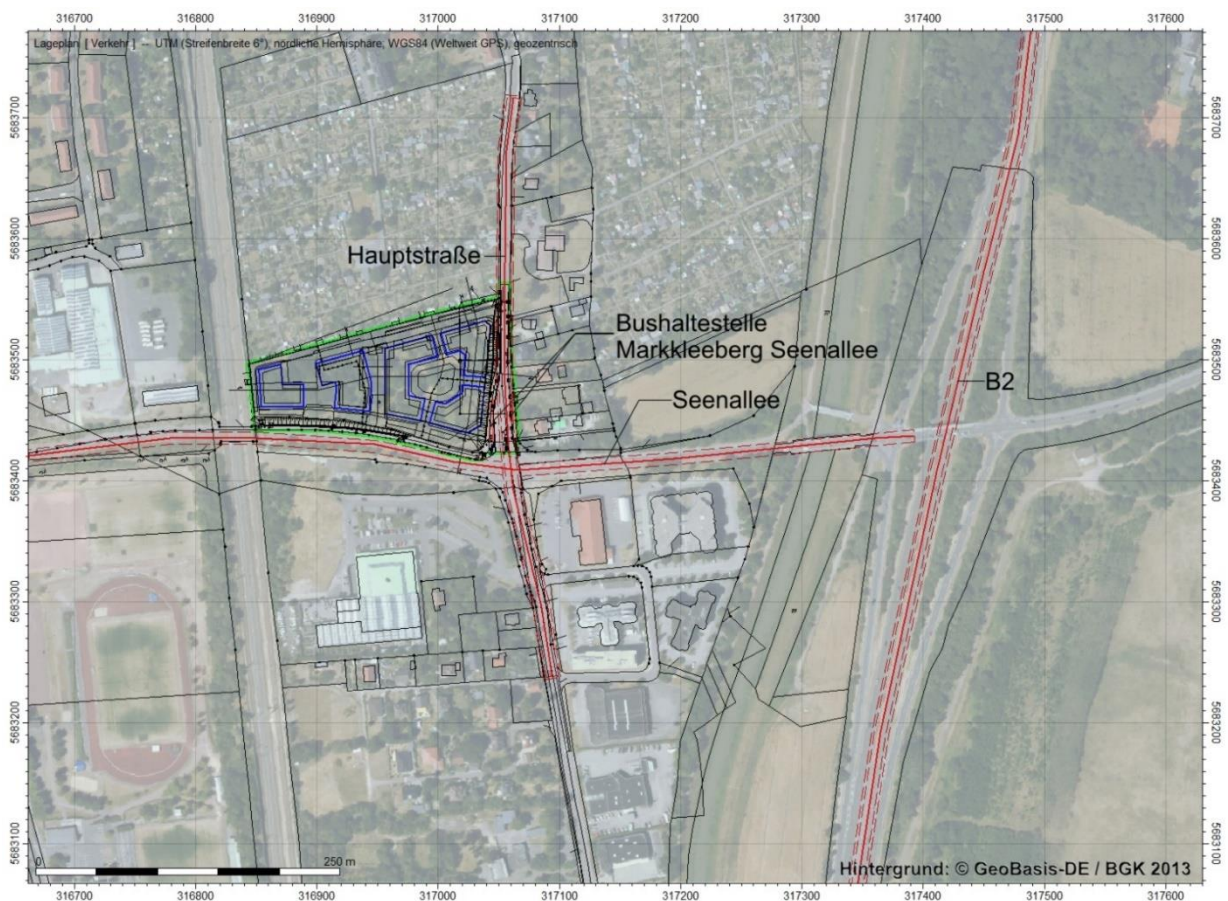 316700 316800 316900 317000 317100 317200 317300 317400 317500 317600
Lageplan [ Verkehr ] -- UTM (Streifenbreite 6°), nördliche Hemisphäre, WGS84 (Weltweit GPS), geozentrisch
5683700 5683700
5683600 5683600
Hauptstraße
Bushaltestelle
Markkleeberg Seenallee
5683500 5683500
B2
Seenallee
5683400 5683400
5683300 5683300
5683200 5683200
5683100 5683100
0 250 m
Hintergrund: © GeoBasis-DE / BGK 2013
316700 316800 316900 317000 317100 317200 317300 317400 317500 317600